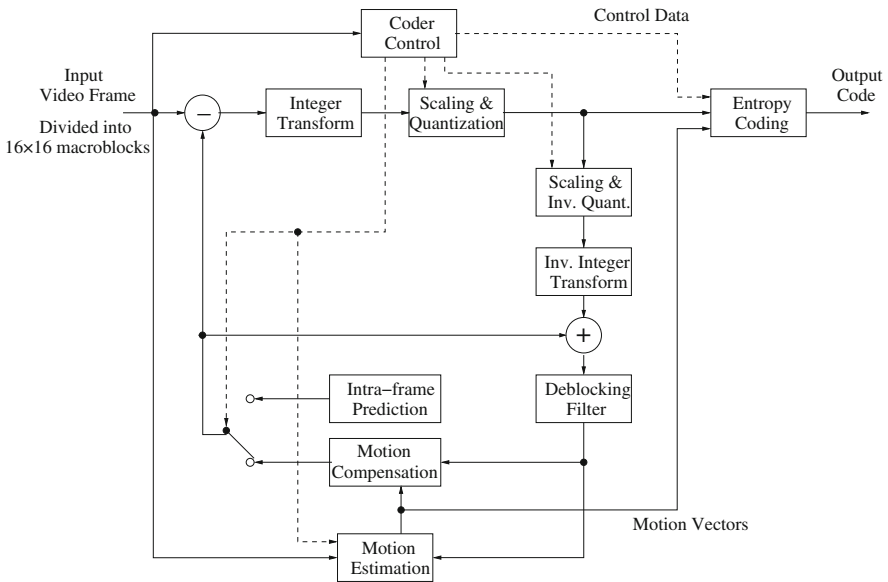 Coder
Control
Control Data
Input
Video Frame
Divided into
16×16 macroblocks
−
Integer
Transform
Scaling &
Quantization
Entropy
Coding
Output
Code
Scaling &
Inv. Quant.
Inv. Integer
Transform
+
Intra−frame
Prediction
Deblocking
Filter
Motion
Compensation
Motion Vectors
Motion
Estimation